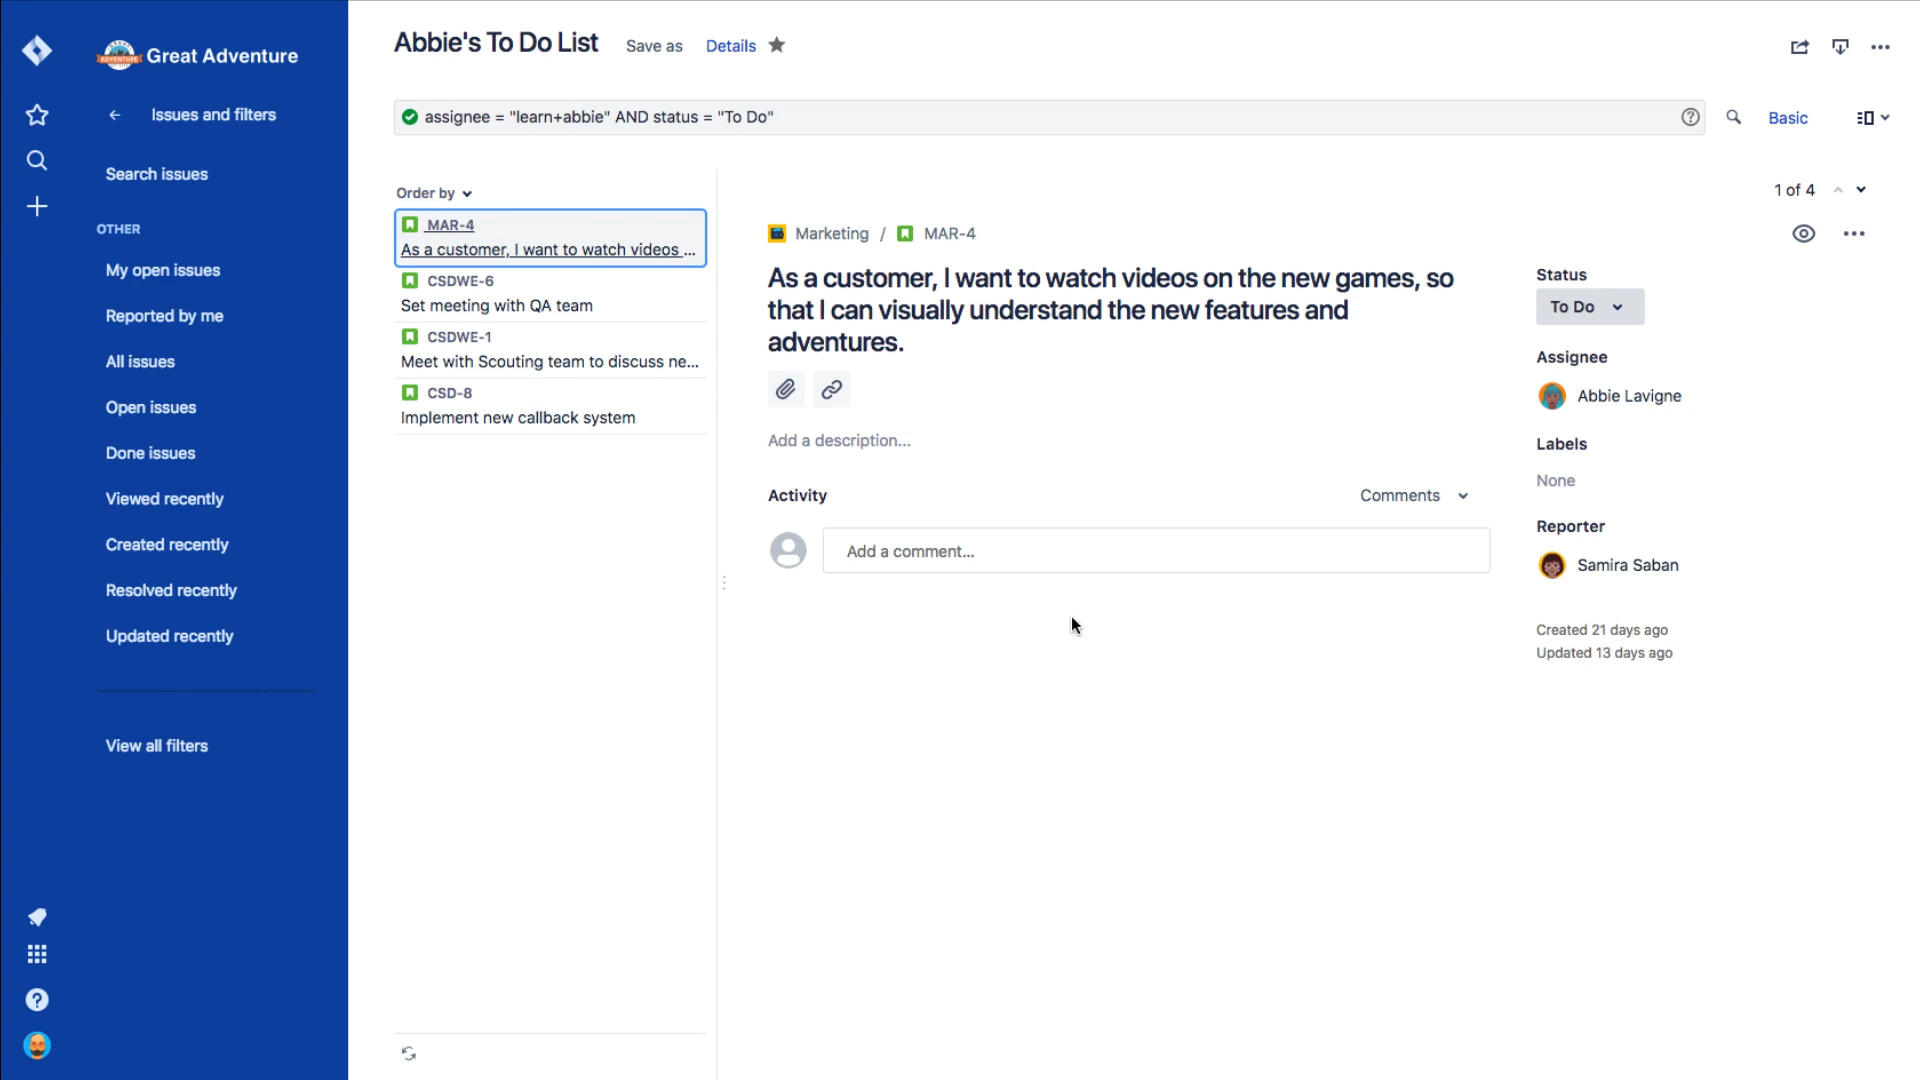 Great Adventure
ADVENTURE
Issues and filters
Search issues
OTHER
My open issues
Reported by me
All issues
Open issues
Done issues
Viewed recently
Created recently
Resolved recently
Updated recently
View all filters
Abbie's To Do List
Save as
Details
assignee = "learn+abbie" AND status = "To Do"
Basic
Order by
MAR-4
As a customer, I want to watch videos ...
CSDWE-6
Set meeting with QA team
CSDWE-1
Meet with Scouting team to discuss ne...
CSD-8
Implement new callback system
1 of 4
Marketing / MAR-4
As a customer, I want to watch videos on the new games, so
that I can visually understand the new features and
adventures.
Add a description...
Activity
Comments
Add a comment...
Status
To Do
Assignee
Abbie Lavigne
Labels
None
Reporter
Samira Saban
Created 21 days ago
Updated 13 days ago